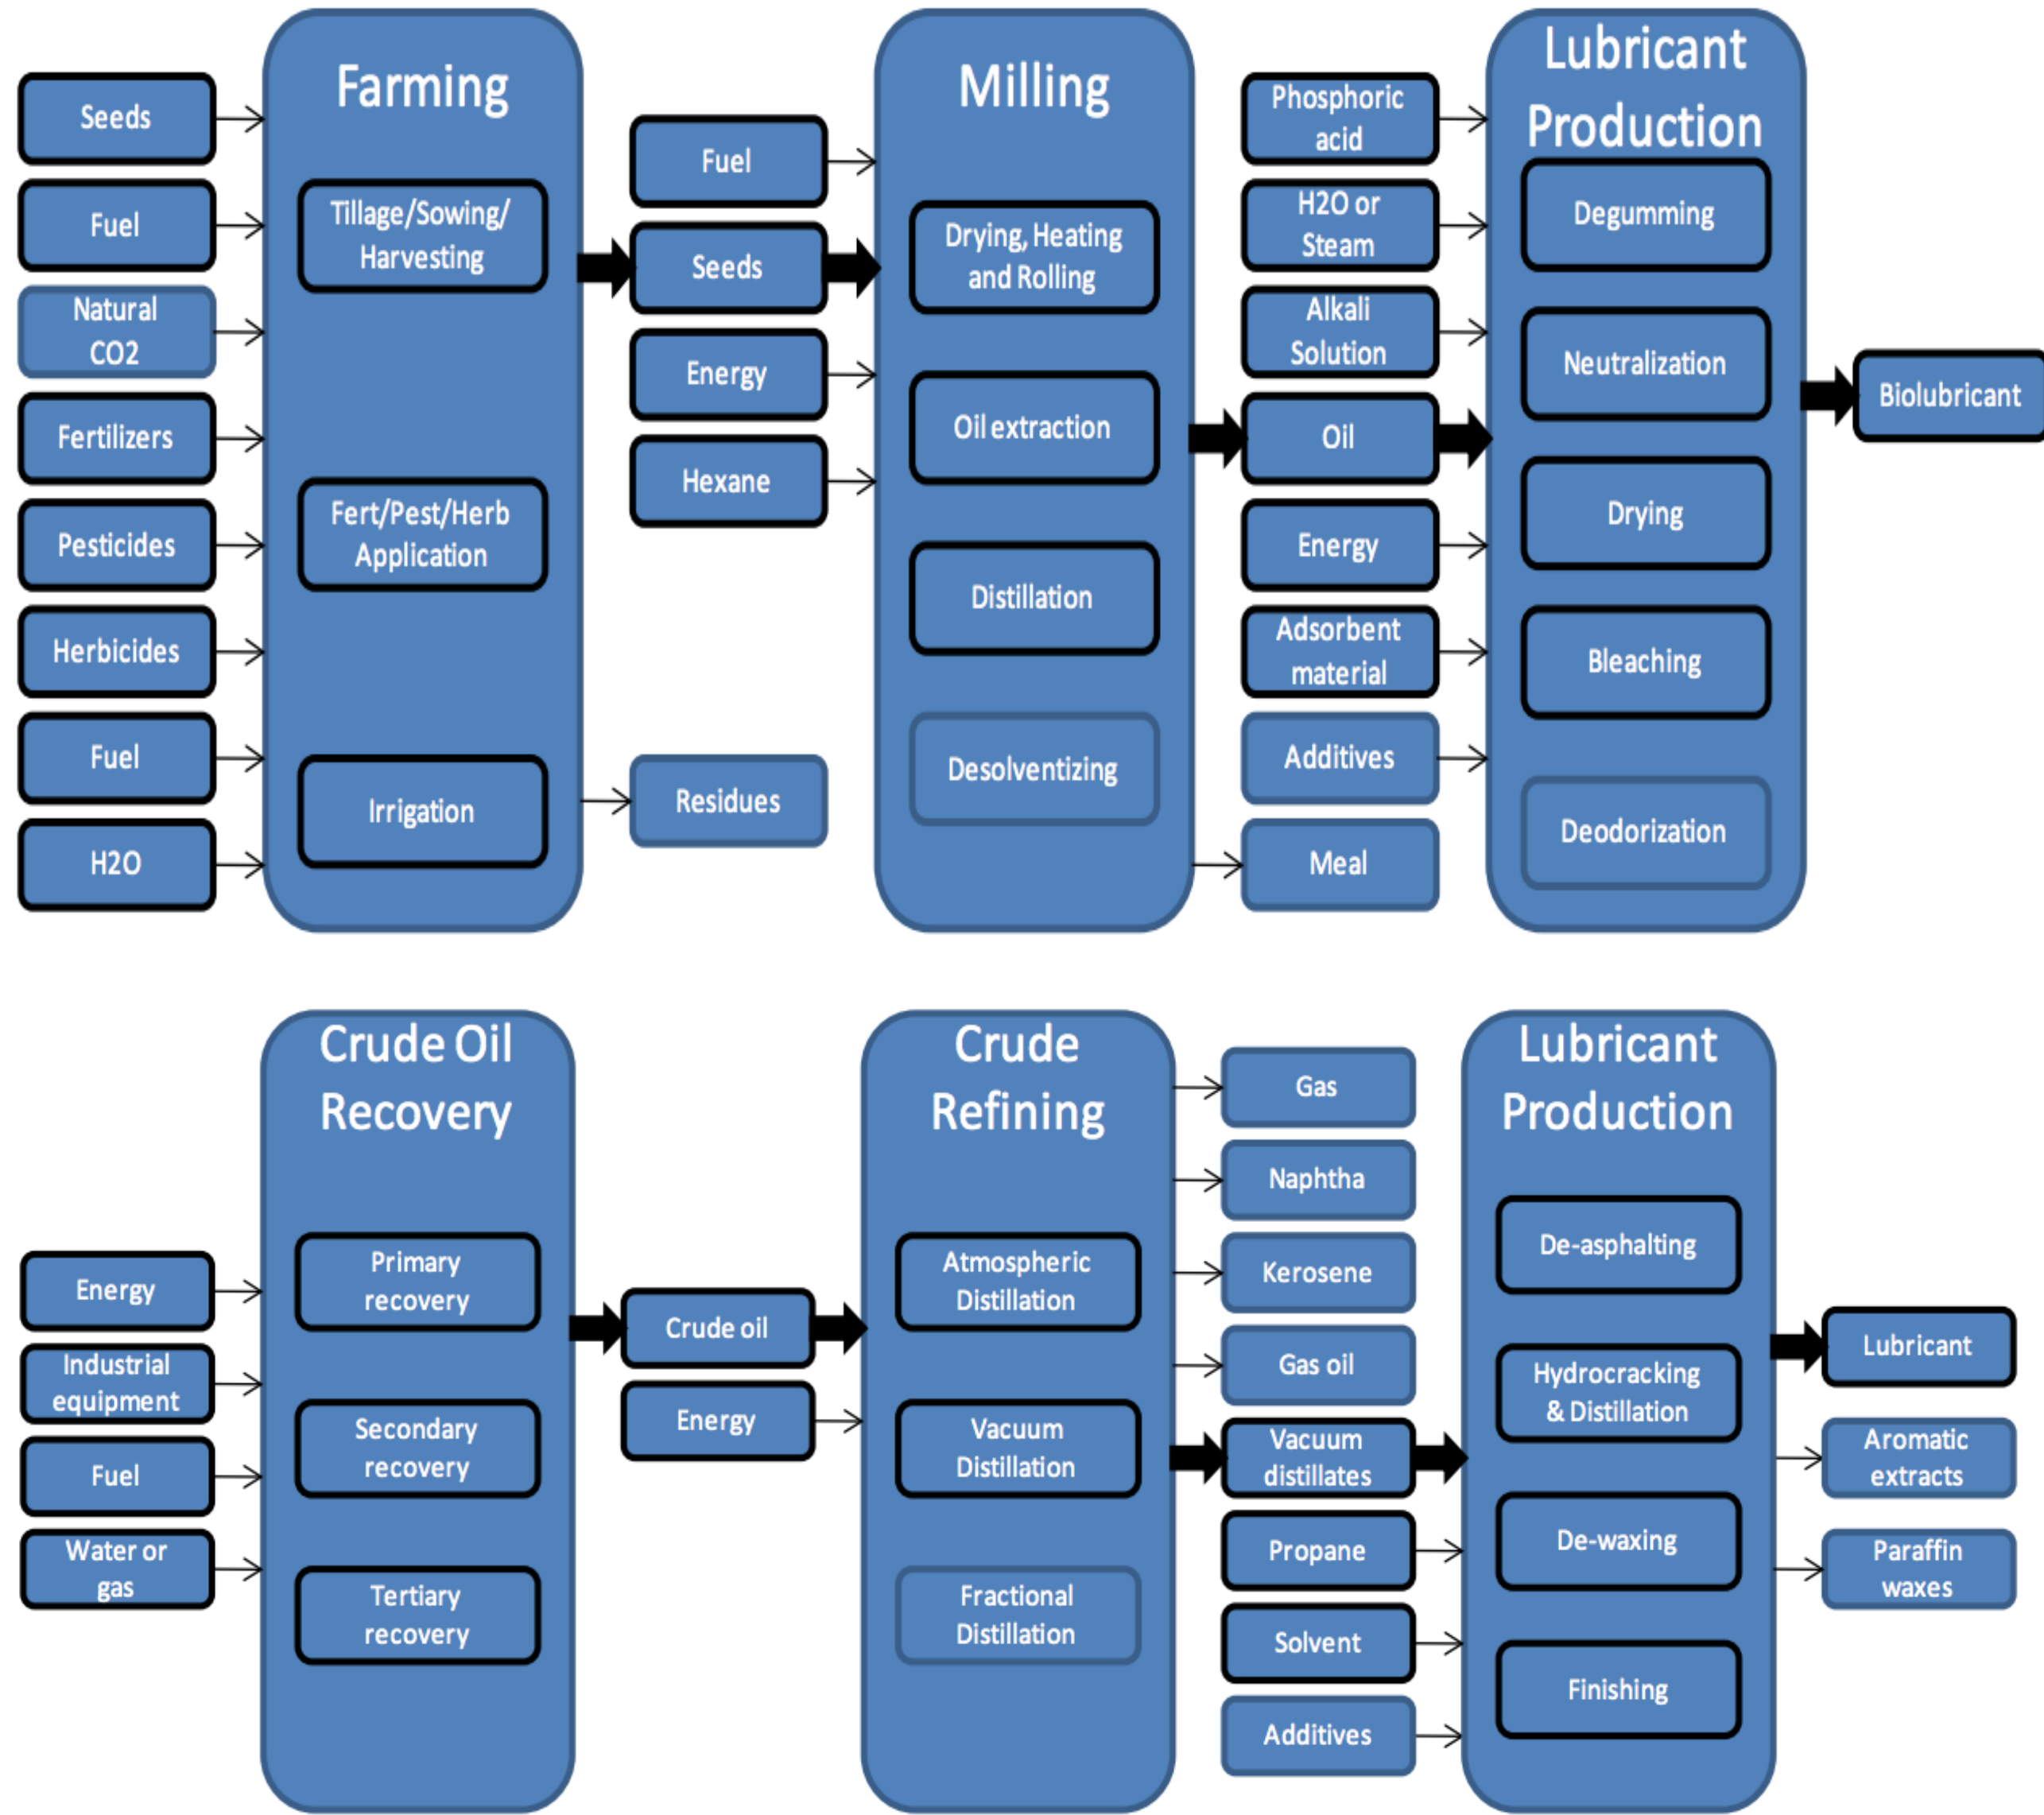 Farming
Seeds
Fuel
Natural
CO2
Fertilizers
Pesticides
Herbicides
Fuel
H2O
Tillage/Sowing/
Harvesting
Fert/Pest/Herb
Application
Irrigation
Milling
Fuel
Seeds
Energy
Hexane
Residues
Drying, Heating
and Rolling
Oil extraction
Distillation
Desolventizing
Lubricant
Production
Phosphoric
acid
H2O or
Steam
Alkali
Solution
Oil
Energy
Adsorbent
material
Additives
Meal
Degumming
Neutralization
Drying
Bleaching
Deodorization
Biolubricant
Crude Oil
Recovery
Energy
Industrial
equipment
Fuel
Water or
gas
Primary
recovery
Secondary
recovery
Tertiary
recovery
Crude oil
Energy
Crude
Refining
Atmospheric
Distillation
Vacuum
Distillation
Fractional
Distillation
Gas
Naphtha
Kerosene
Gas oil
Vacuum
distillates
Propane
Solvent
Additives
Lubricant
Production
De-asphalting
Hydrocracking
& Distillation
De-waxing
Finishing
Lubricant
Aromatic
extracts
Paraffin
waxes